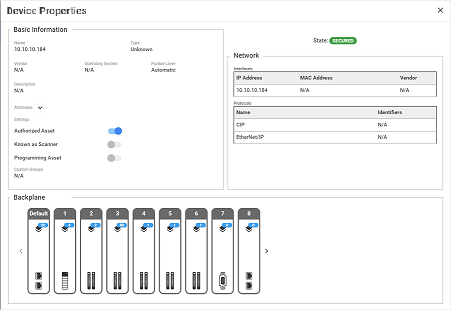 Device Properties
Basic Information
Name
10.10.10.184
Type
Unknown
Vendor
N/A
Operating System
N/A
Purdue Layer
Automatic
Description
N/A
Attributes
Settings
Authorized Asset
Known as Scanner
Programming Asset
Custom Groups
N/A
State: SECURED
Network
Interfaces
IP Address MAC Address Vendor
10.10.10.184 N/A N/A
Protocols
Name Identifiers
CIP N/A
EtherNet/IP N/A
Backplane
Default 1 2 3 4 5 6 7 8